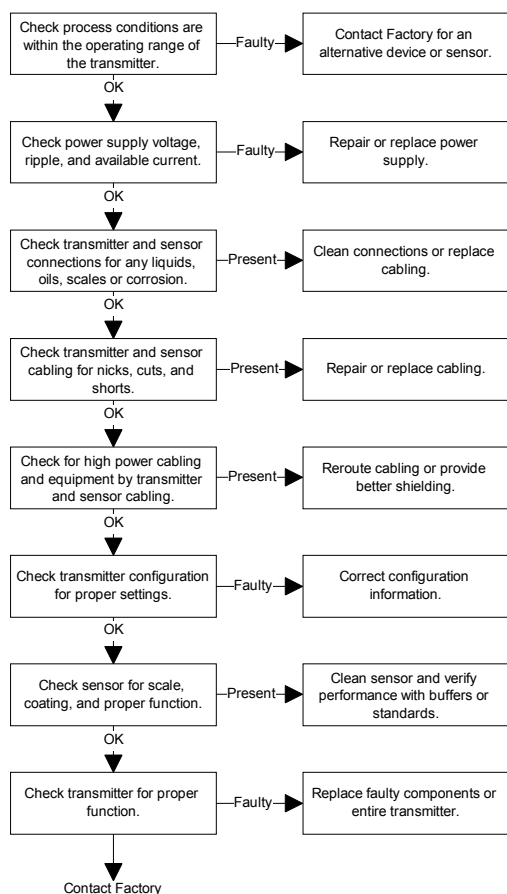 Check process conditions are
within the operating range of
the transmitter.
Faulty
Contact Factory for an
alternative device or sensor.
OK
Check power supply voltage,
ripple, and available current.
Faulty
Repair or replace power
supply.
OK
Check transmitter and sensor
connections for any liquids,
oils, scales or corrosion.
Present
Clean connections or replace
cabling.
OK
Check transmitter and sensor
cabling for nicks, cuts, and
shorts.
Present
Repair or replace cabling.
OK
Check for high power cabling
and equipment by transmitter
and sensor cabling.
Present
Reroute cabling or provide
better shielding.
OK
Check transmitter configuration
for proper settings.
Faulty
Correct configuration
information.
OK
Check sensor for scale,
coating, and proper function.
Present
Clean sensor and verify
performance with buffers or
standards.
OK
Check transmitter for proper
function.
Faulty
Replace faulty components or
entire transmitter.
Contact Factory